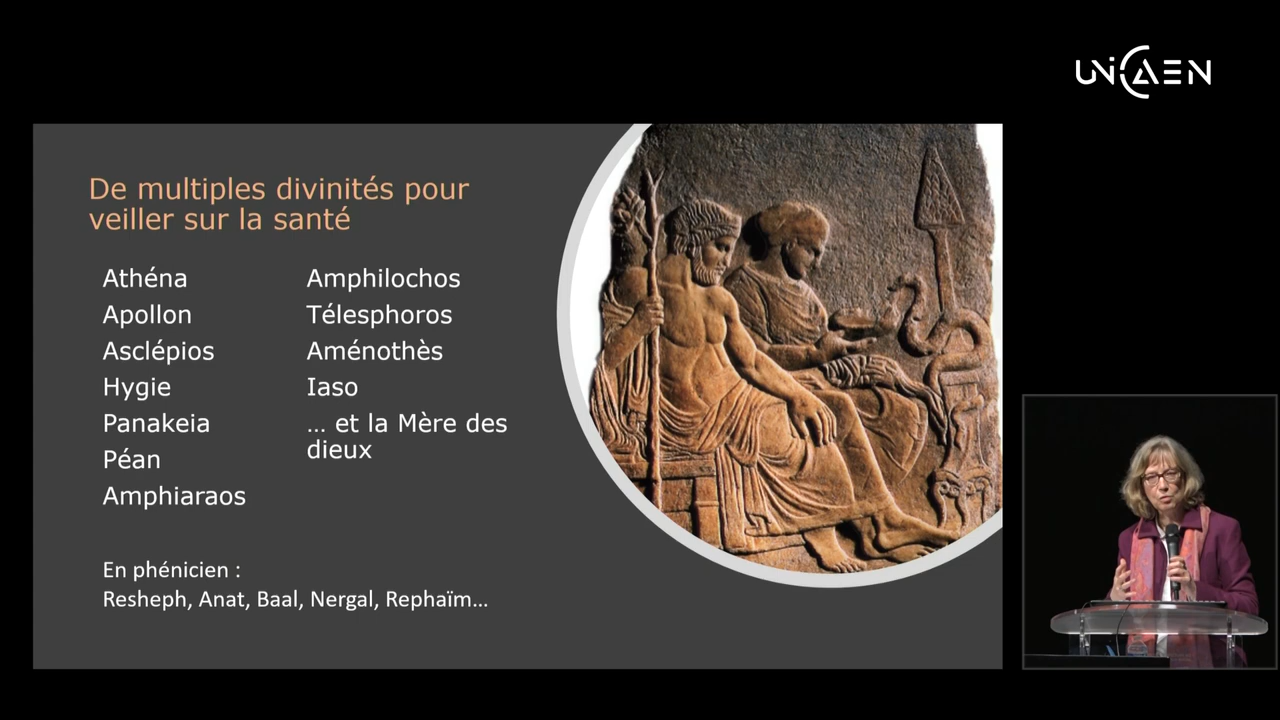 UNICAEN
De multiples divinités pour
veiller sur la santé
Athéna
Apollon
Asclépios
Hygie
Panakeia
Péan
Amphiaraos
Amphilochos
Télesphoros
Aménothès
Iaso
... et la Mère des
dieux
En phénicien :
Resheph, Anat, Baal, Nergal, Rephaïm...